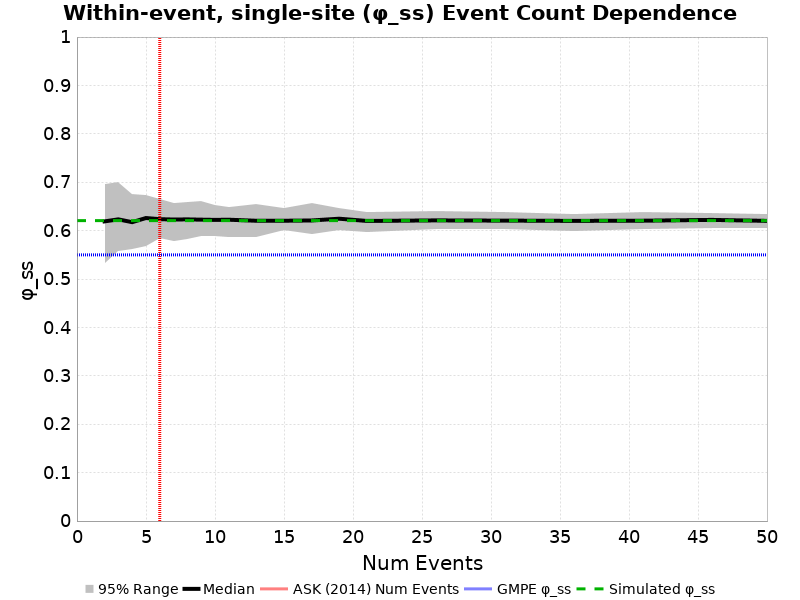 Within-event, single-site (φ_ss) Event Count Dependence
1
0.9
0.8
0.7
0.6
0.5
0.4
0.3
0.2
0.1
0
φ_ss
0 5 10 15 20 25 30 35 40 45 50
Num Events
95% Range Median ASK (2014) Num Events GMPE φ_ss Simulated φ_ss